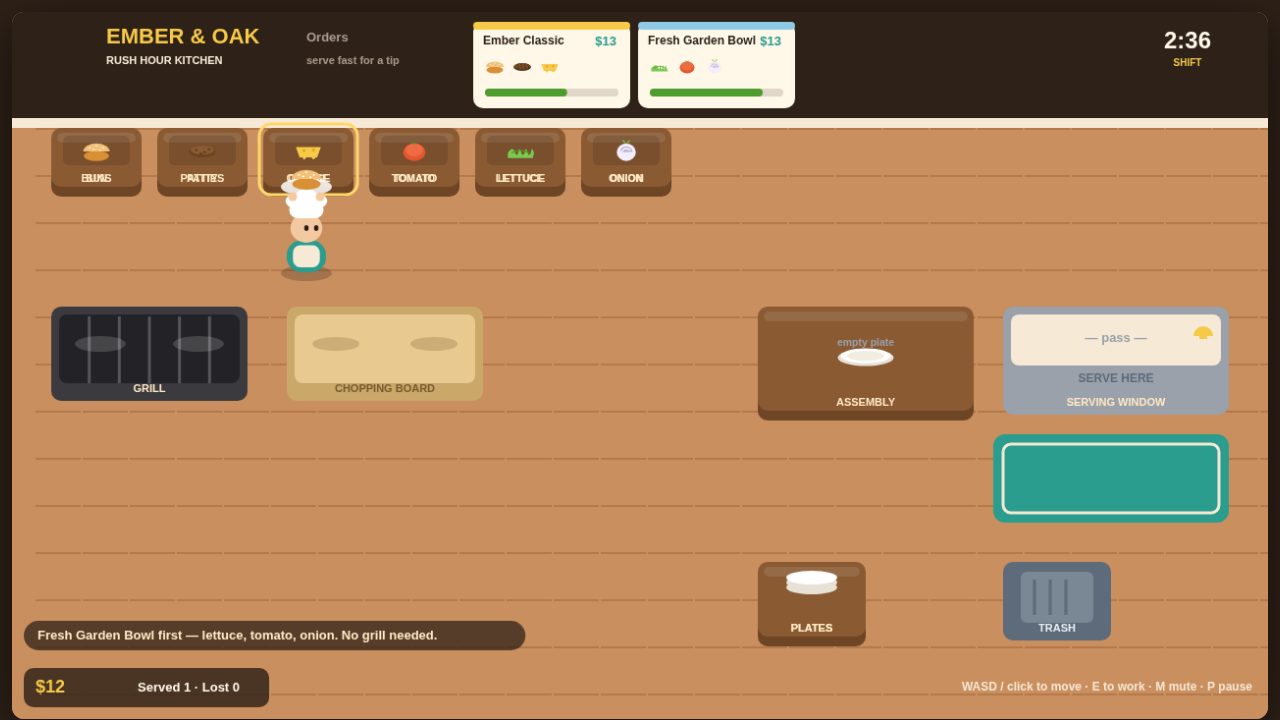 EMBER & OAK
RUSH HOUR KITCHEN
Orders
serve fast for a tip
Ember Classic $13
Fresh Garden Bowl $13
2:36
SHIFT
TOMATO
LETTUCE
ONION
GRILL
CHOPPING BOARD
empty plate
ASSEMBLY
— pass —
SERVE HERE
SERVING WINDOW
PLATES
TRASH
Fresh Garden Bowl first — lettuce, tomato, onion. No grill needed.
$12
Served 1 · Lost 0
WASD / click to move · E to work · M mute · P pause